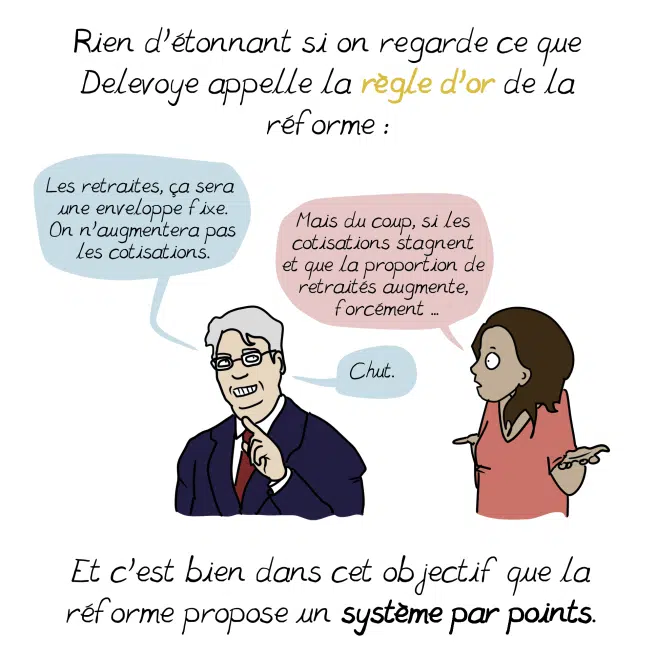 Rien d'étonnant si on regarde ce que
Delevoye appelle la règle d'or de la
réforme :
Les retraites, ça sera
une enveloppe fixe.
On n'augmentera pas
les cotisations.
Mais du coup, si les
cotisations stagnent
et que la proportion de
retraités augmente,
forcément ...
Chut.
Et c'est bien dans cet objectif que la
réforme propose un système par points.